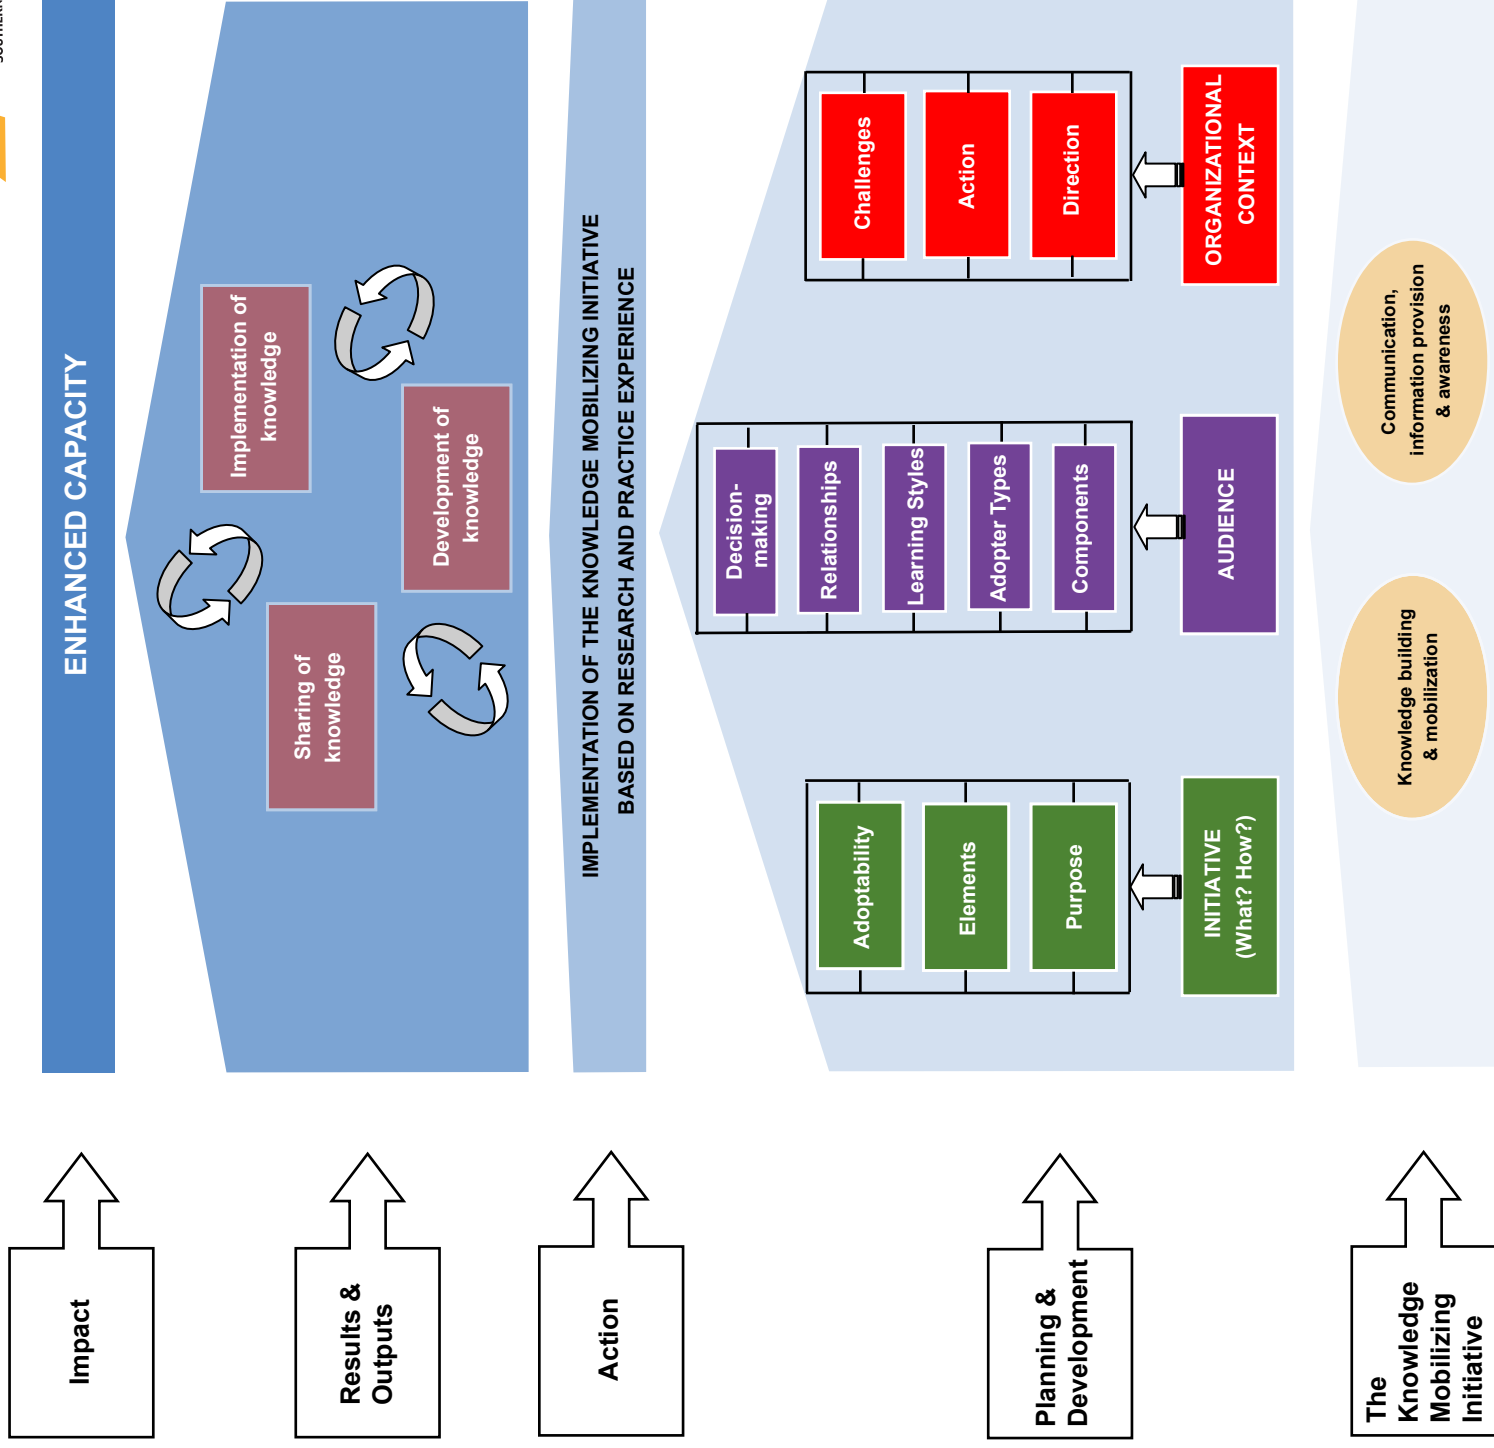 Impact
ENHANCED CAPACITY
Results &
Outputs
Implementation of
knowledge
Sharing of
knowledge
Development of
knowledge
Action
IMPLEMENTATION OF THE KNOWLEDGE MOBILIZING INITIATIVE
BASED ON RESEARCH AND PRACTICE EXPERIENCE
Planning &
Development
Adoptability
Elements
Purpose
INITIATIVE
(What? How?)
Decision-
making
Relationships
Learning Styles
Adopter Types
Components
AUDIENCE
Challenges
Action
Direction
ORGANIZATIONAL
CONTEXT
The
Knowledge
Mobilizing
Initiative
Knowledge building
& mobilization
Communication,
information provision
& awareness